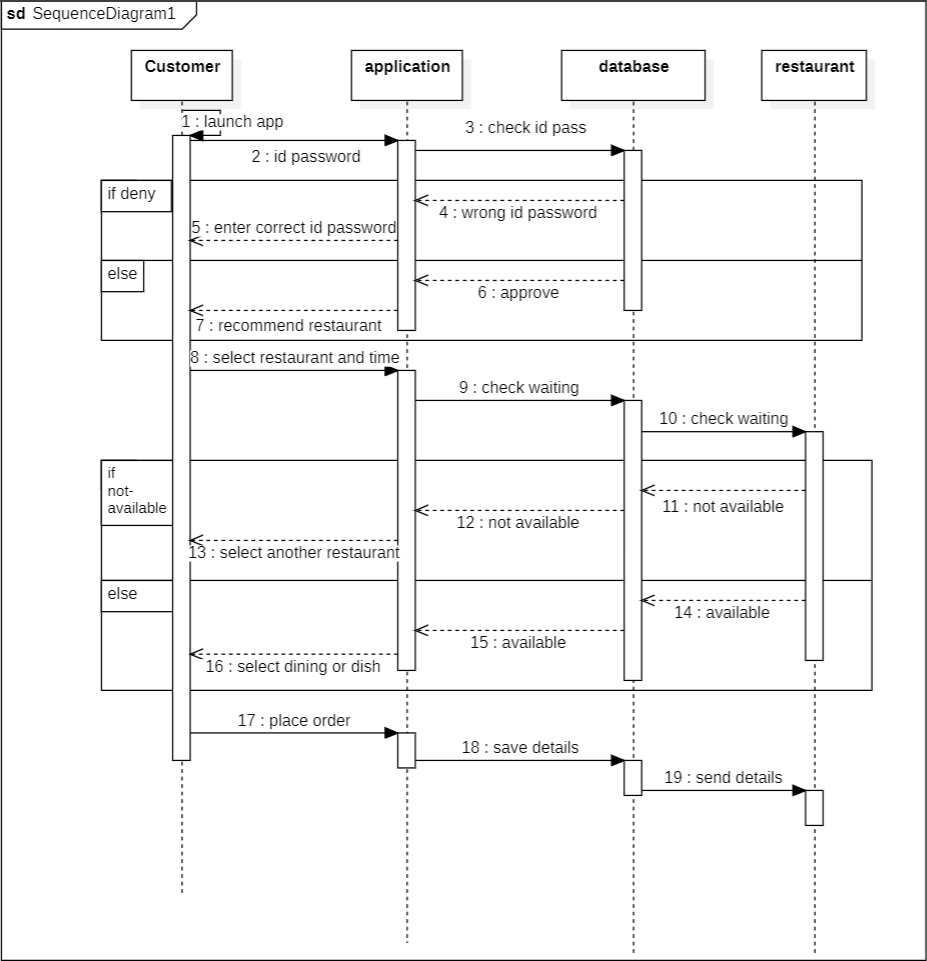 sd SequenceDiagram1
Customer
application
database
restaurant
1 : launch app
2 : id password
3 : check id pass
if deny
4 : wrong id password
5 : enter correct id password
else
6 : approve
7 : recommend restaurant
8 : select restaurant and time
9 : check waiting
10 : check waiting
if
not-
available
11 : not available
12 : not available
13 : select another restaurant
else
14 : available
15 : available
16 : select dining or dish
17 : place order
18 : save details
19 : send details